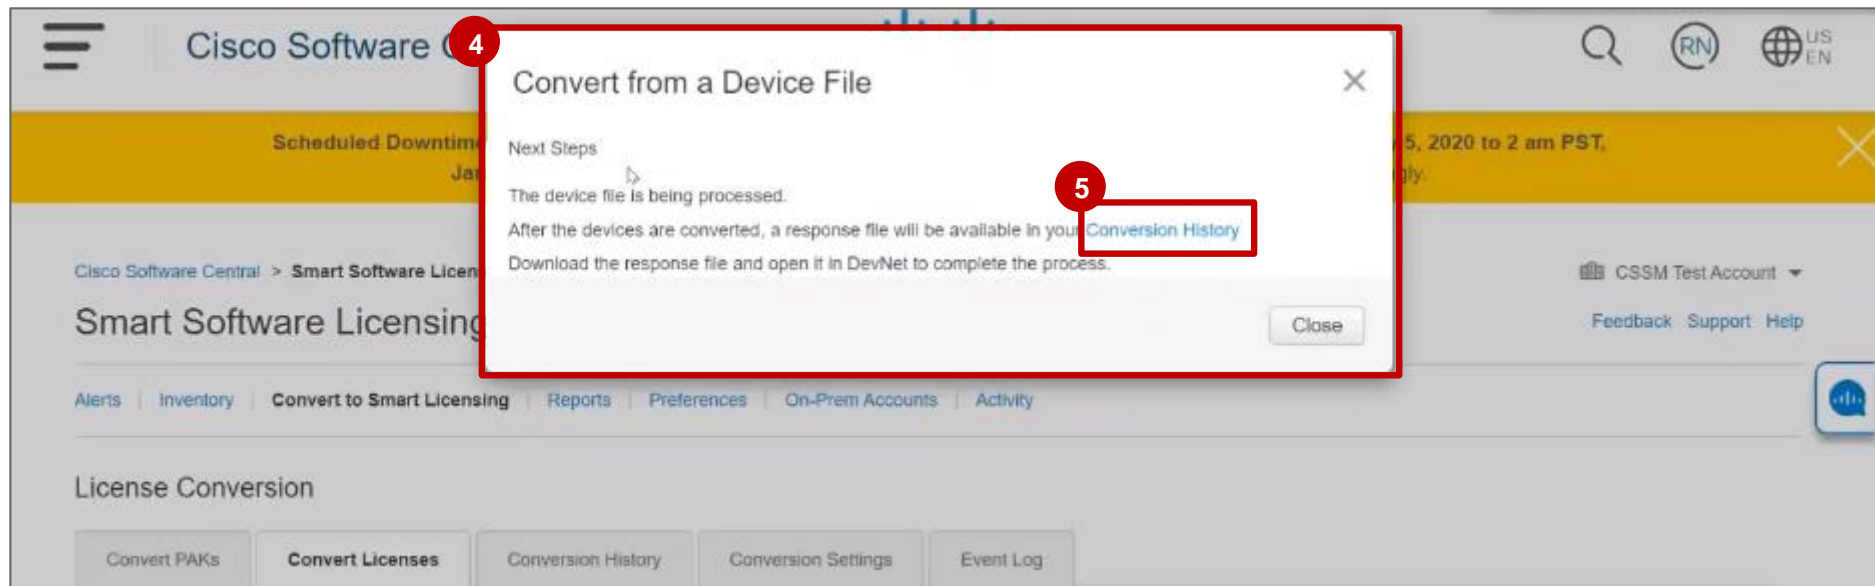 Cisco Software C
4
RN
US
EN
Convert from a Device File
Scheduled Downtime
5, 2020 to 2 am PST,
Next Steps
The device file is being processed.
5
After the devices are converted, a response file will be available in your Conversion History
Download the response file and open it in DevNet to complete the process.
Close
Cisco Software Central > Smart Software Licen
CSSM Test Account
Smart Software Licensing
Feedback Support Help
Alerts | Inventory | Convert to Smart Licensing | Reports | Preferences | On-Prem Accounts | Activity
License Conversion
Convert PAKs Convert Licenses Conversion History Conversion Settings Event Log